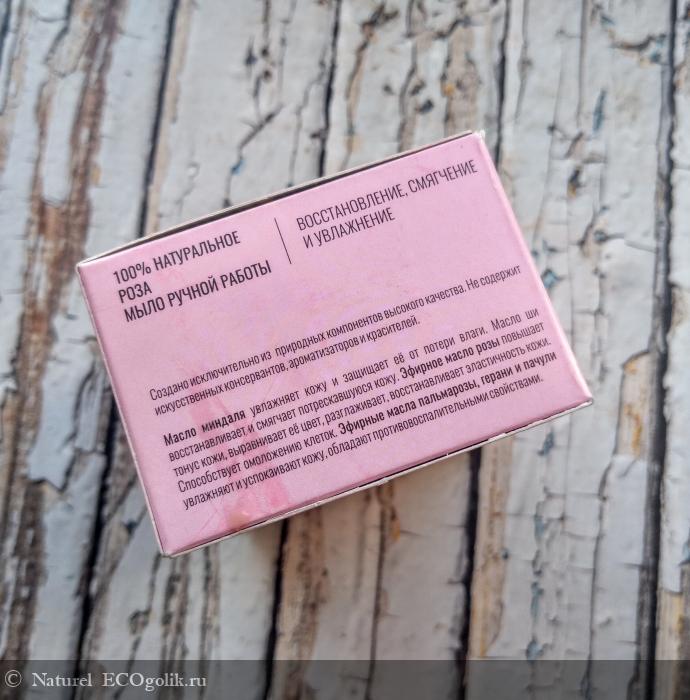 100% НАТУРАЛЬНОЕ
РОЗА
МЫЛО РУЧНОЙ РАБОТЫ
ВОССТАНОВЛЕНИЕ, СМЯГЧЕНИЕ
И УВЛАЖНЕНИЕ
Создано исключительно из природных компонентов высокого качества. Не содержит
искусственных консервантов, ароматизаторов и красителей.
Масло миндаля увлажняет кожу и защищает её от потери влаги. Масло ши
восстанавливает и смягчает потрескавшуюся кожу. Эфирное масло розы повышает
тонус кожи, выравнивает её цвет, разглаживает, восстанавливает эластичность кожи.
Способствует омоложению клеток. Эфирные масла пальмарозы, герани и пачули
увлажняют и успокаивают кожу, обладают противовоспалительными свойствами.
© Naturel ECOgolik.ru